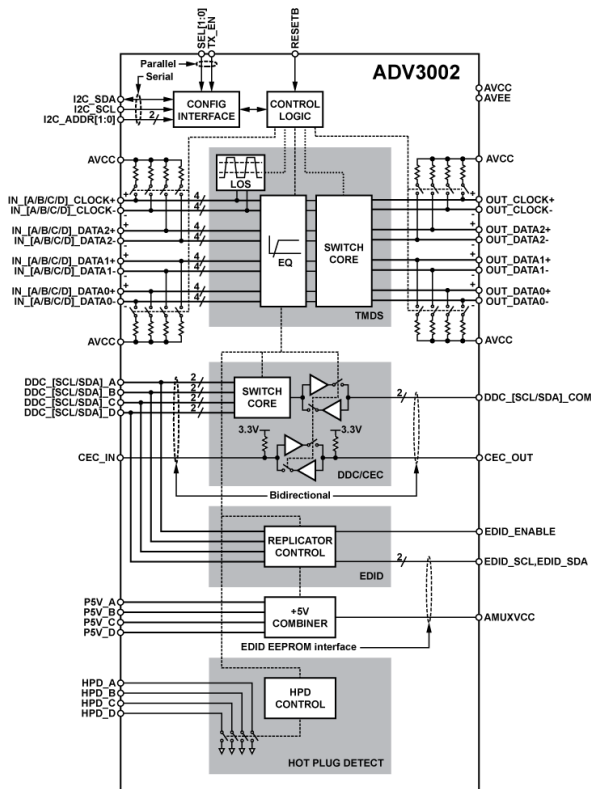 SEL[1:0]
TX_EN
RESETB
Parallel
Serial
ADV3002
I2C_SDA
I2C_SCL
I2C_ADDR[1:0]
2
CONFIG
INTERFACE
CONTROL
LOGIC
AVCC
AVEE
AVCC
AVCC
LOS
IN_[A/B/C/D]_CLOCK+
IN_[A/B/C/D]_CLOCK-
+
-
4
4
OUT_CLOCK+
OUT_CLOCK-
+
-
IN_[A/B/C/D]_DATA2+
IN_[A/B/C/D]_DATA2-
+
-
4
4
EQ
SWITCH
CORE
OUT_DATA2+
OUT_DATA2-
+
-
IN_[A/B/C/D]_DATA1+
IN_[A/B/C/D]_DATA1-
+
-
4
4
OUT_DATA1+
OUT_DATA1-
+
-
IN_[A/B/C/D]_DATA0+
IN_[A/B/C/D]_DATA0-
+
-
4
4
OUT_DATA0+
OUT_DATA0-
+
-
TMDS
AVCC
AVCC
DDC_[SCL/SDA]_A
DDC_[SCL/SDA]_B
DDC_[SCL/SDA]_C
DDC_[SCL/SDA]_D
2
2
2
2
SWITCH
CORE
2
DDC_[SCL/SDA]_COM
3.3V
3.3V
CEC_IN
CEC_OUT
DDC/CEC
Bidirectional
REPLICATOR
CONTROL
EDID_ENABLE
2
EDID_SCL,EDID_SDA
EDID
P5V_A
P5V_B
P5V_C
P5V_D
+5V
COMBINER
AMUXVCC
EDID EEPROM interface
HPD_A
HPD_B
HPD_C
HPD_D
HPD
CONTROL
HOT PLUG DETECT